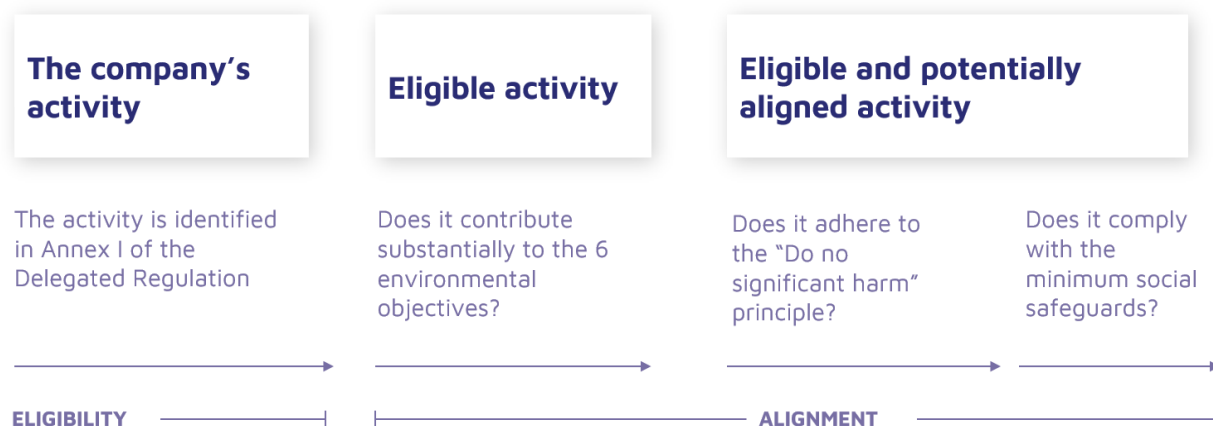 The company’s
activity
Eligible activity
Eligible and potentially
aligned activity
The activity is identified
in Annex I of the
Delegated Regulation
Does it contribute
substantially to the 6
environmental
objectives?
Does it adhere to
the “Do no
significant harm”
principle?
Does it comply
with the
minimum social
safeguards?
ELIGIBILITY
ALIGNMENT